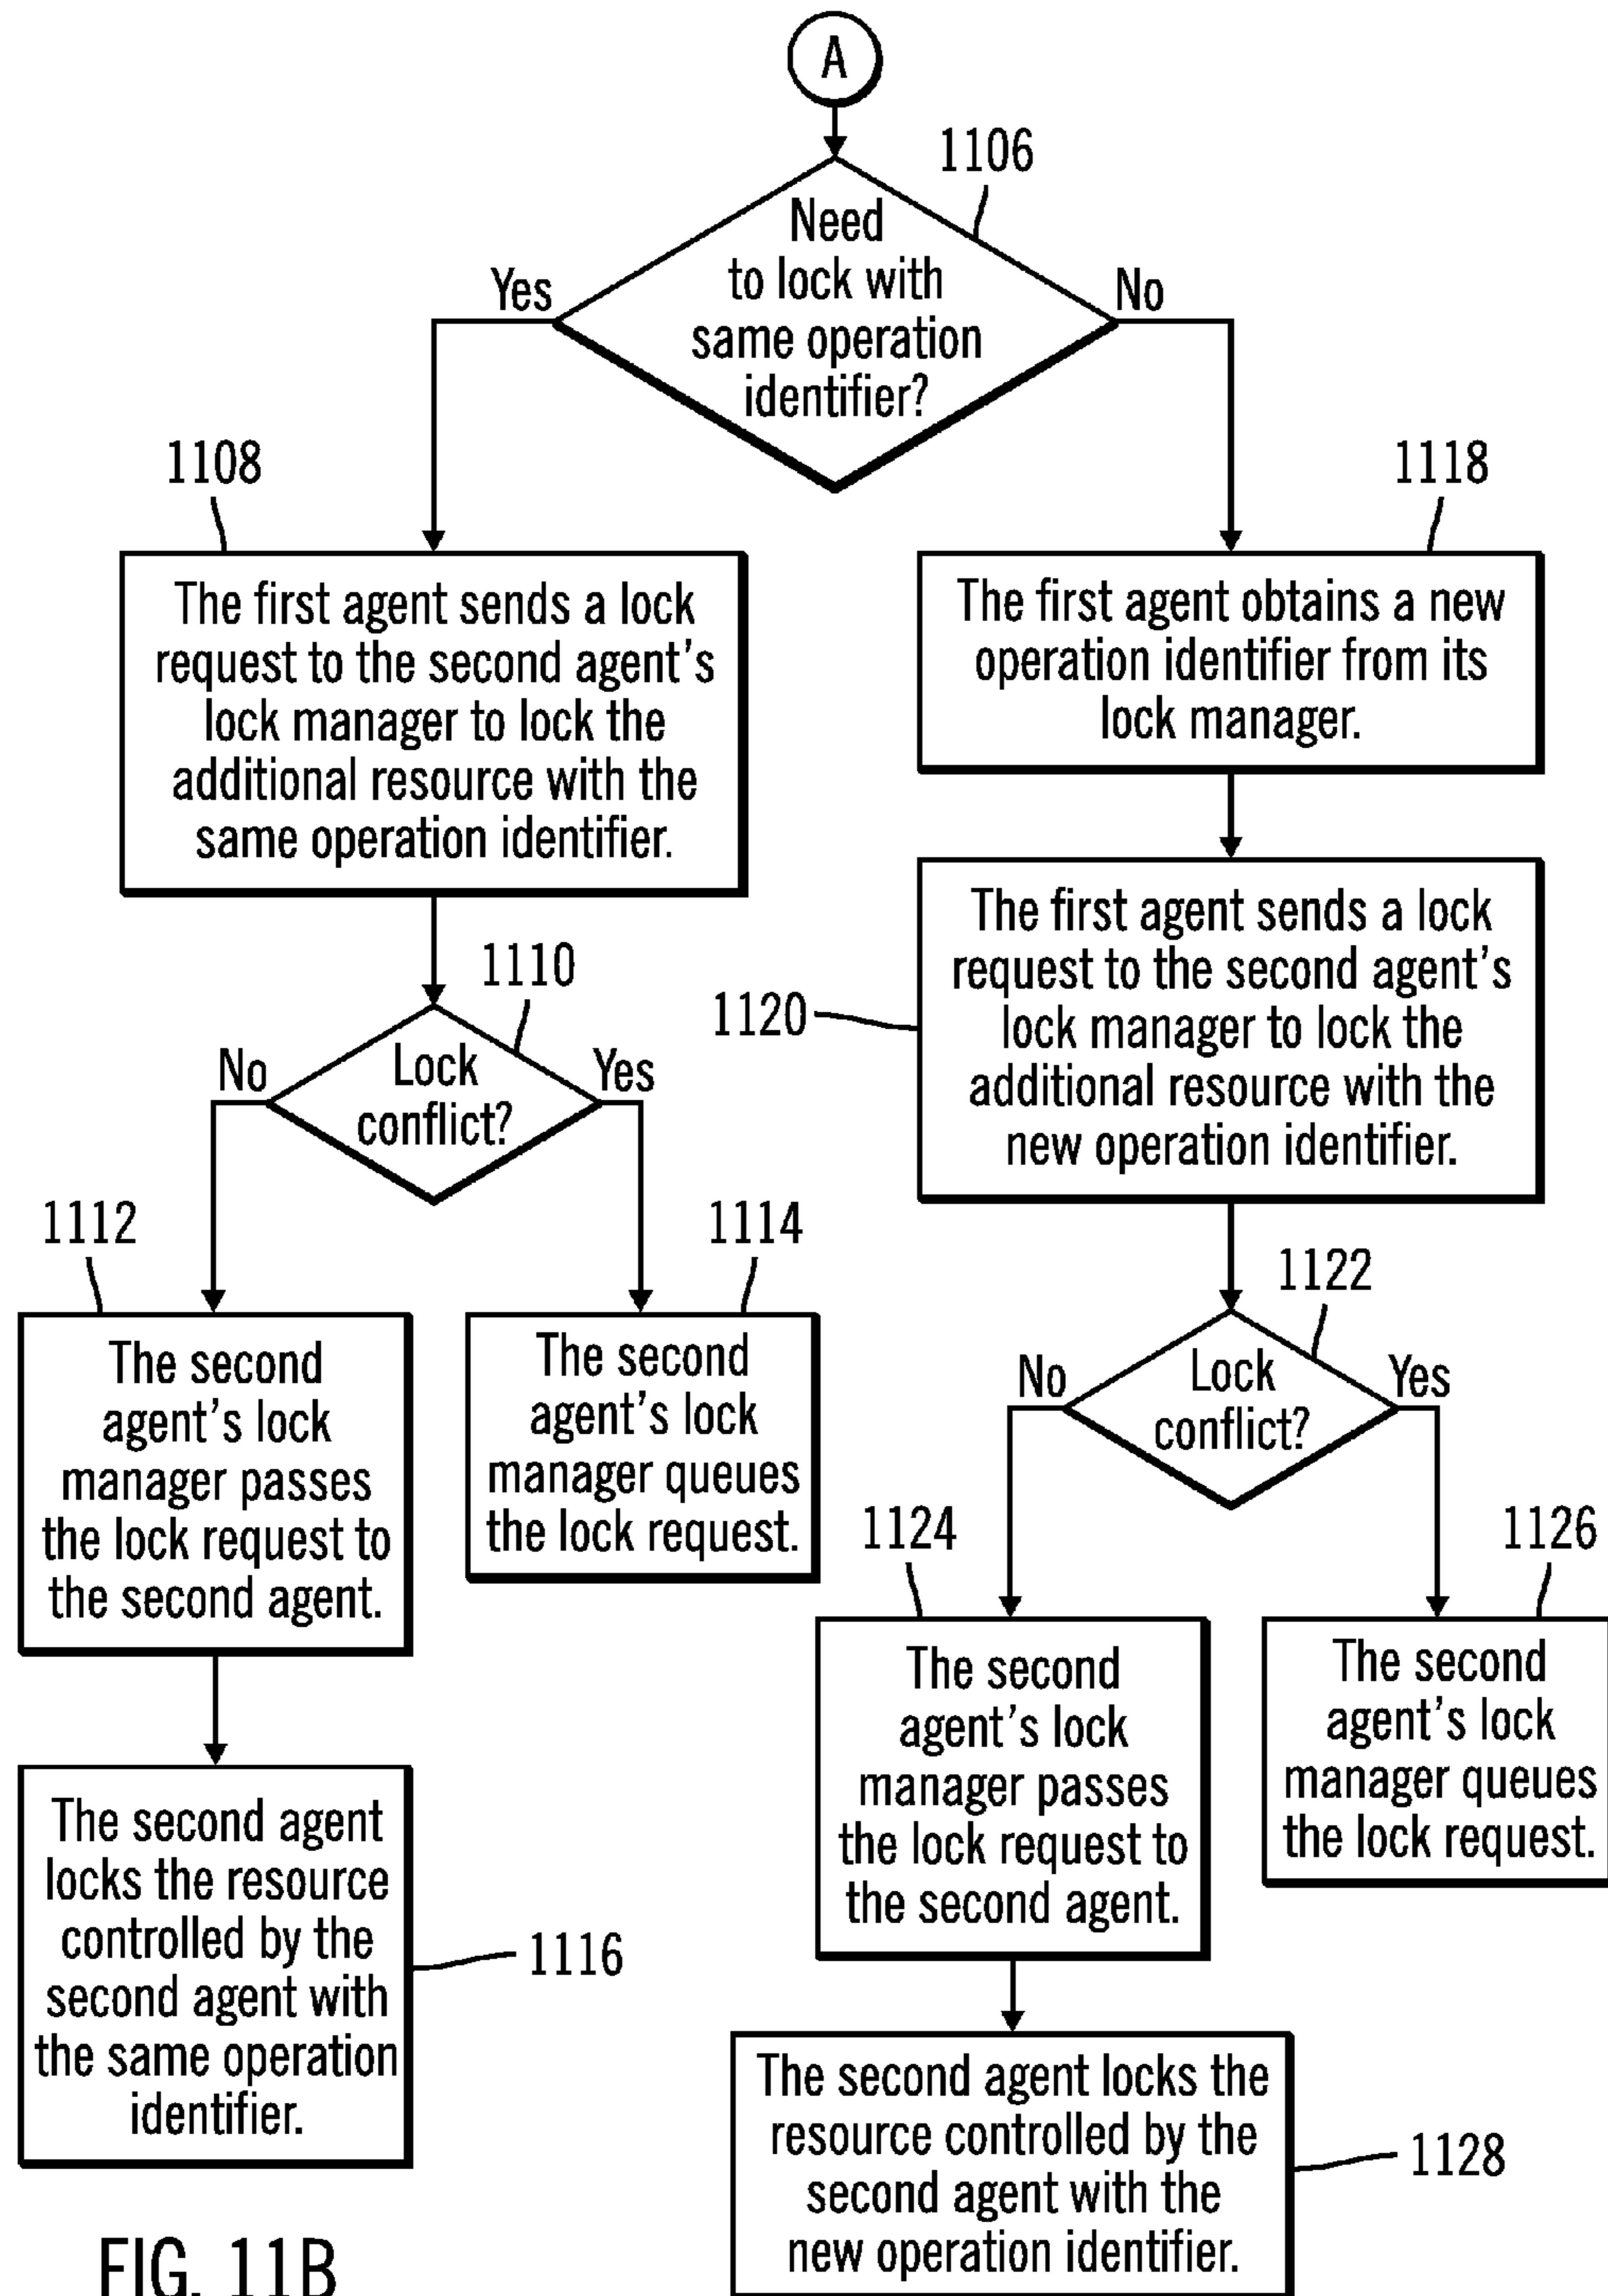 A
1106
Need
to lock with
same operation
identifier?
Yes
No
1108
The first agent sends a lock
request to the second agent's
lock manager to lock the
additional resource with the
same operation identifier.
1118
The first agent obtains a new
operation identifier from its
lock manager.
1120
The first agent sends a lock
request to the second agent's
lock manager to lock the
additional resource with the
new operation identifier.
1110
Lock
conflict?
No
Yes
1112
The second
agent's lock
manager passes
the lock request to
the second agent.
1114
The second
agent's lock
manager queues
the lock request.
1122
Lock
conflict?
No
Yes
1124
The second
agent's lock
manager passes
the lock request to
the second agent.
1126
The second
agent's lock
manager queues
the lock request.
The second agent
locks the resource
controlled by the
second agent with
the same operation
identifier.
1116
The second agent locks the
resource controlled by the
second agent with the
new operation identifier.
1128
FIG. 11B